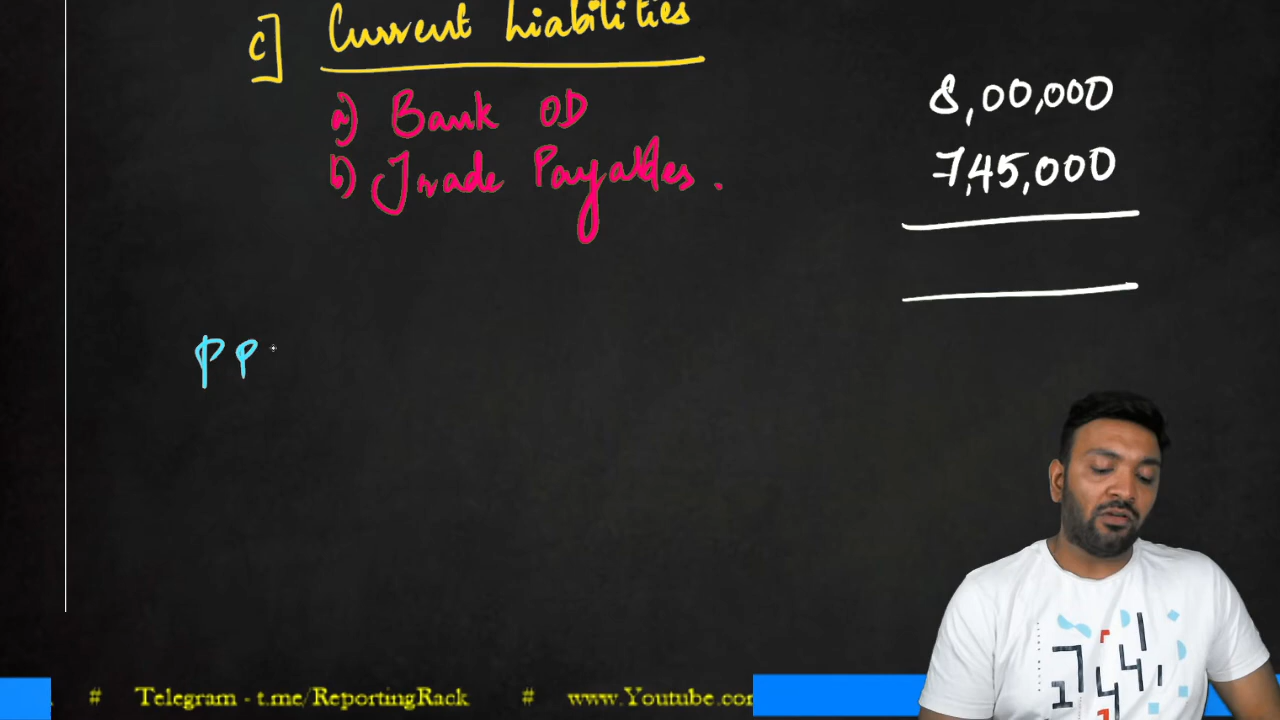 c] Current Liabilities
a) Bank OD 8,00,000
b) Trade Payables. 7,45,000
PP
# Telegram - t.me/ReportingRack # www.Youtube.com